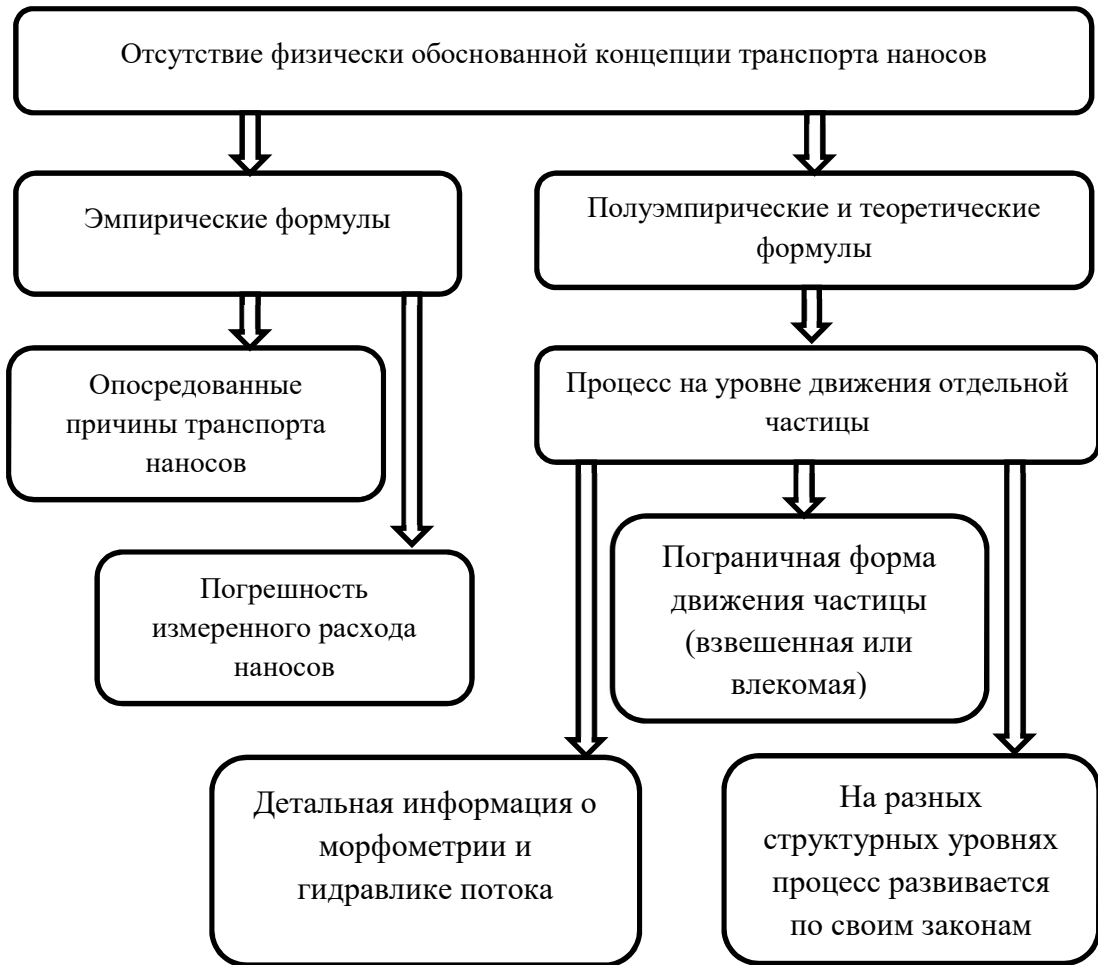 Отсутствие физически обоснованной концепции транспорта наносов
Эмпирические формулы
Полуэмпирические и теоретические
формулы
Опосредованные
причины транспорта
наносов
Процесс на уровне движения отдельной
частицы
Погрешность
измеренного расхода
наносов
Пограничная форма
движения частицы
(взвешенная или
влекомая)
Детальная информация о
морфометрии и
гидравлике потока
На разных
структурных уровнях
процесс развивается
по своим законам